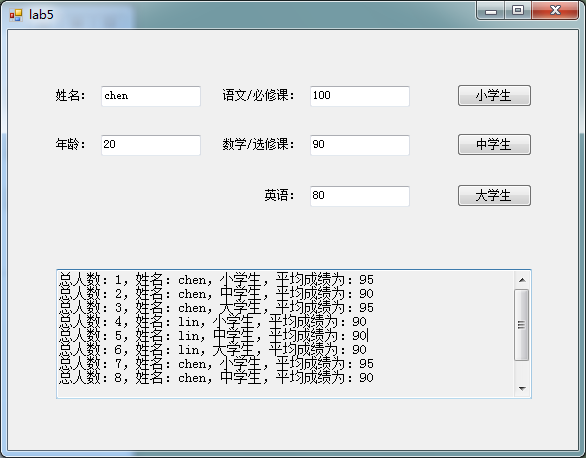 lab5
姓名： chen 语文/必修课： 100 小学生
年龄： 20 数学/选修课： 90 中学生
英语： 80 大学生
总人数：1，姓名：chen，小学生，平均成绩为：95
总人数：2，姓名：chen，中学生，平均成绩为：90
总人数：3，姓名：chen，大学生，平均成绩为：95
总人数：4，姓名：lin，小学生，平均成绩为：90
总人数：5，姓名：lin，中学生，平均成绩为：90
总人数：6，姓名：lin，大学生，平均成绩为：90
总人数：7，姓名：chen，小学生，平均成绩为：95
总人数：8，姓名：chen，中学生，平均成绩为：90